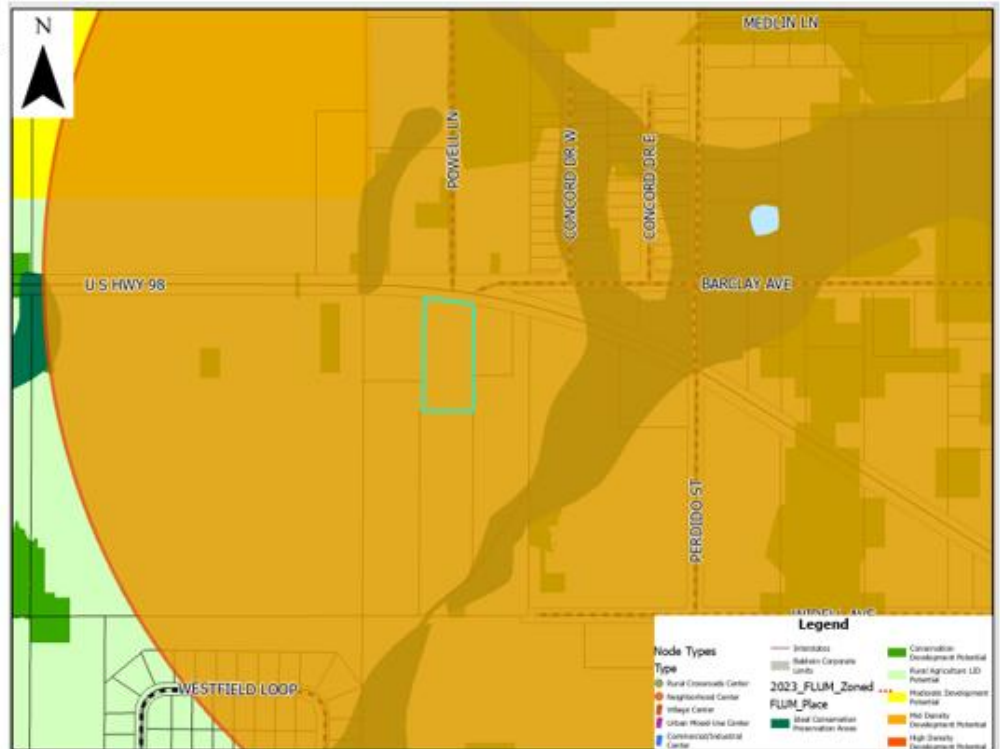 N
MEDLIN LN
POWELL LN
CONCORD DR W
CONCORD DR E
U S HWY 98
BARCLAY AVE
PERDIDO ST
WESTFIELD LOOP
Legend
Node Types
Type
Rural Crossroads Center
Neighborhood Center
Village Center
Urban Mixed-Use Center
Commercial/Industrial
Center
Interstates
Baldwin Corporate
Limits
2023_FLUM_Zoned
FLUM_Place
Ideal Conservation
Preservation Areas
Conservation
Development Potential
Rural Agriculture LID
Potential
Moderate Development
Potential
Mid Density
Development Potential
High Density
Development Potential